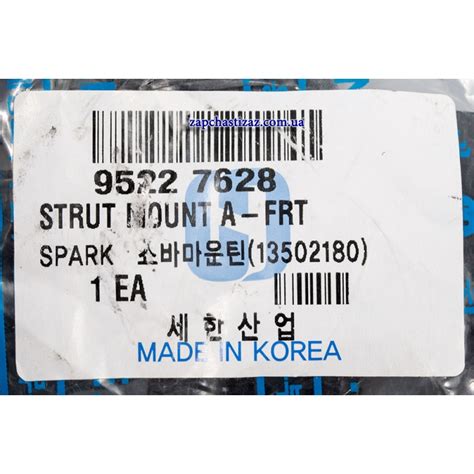 zapchastizaz.com.ua
9522 7628
STRUT MOUNT A-FRT
SPARK 쇼바마운틴(13502180)
1 EA
세한산업
MADE IN KOREA